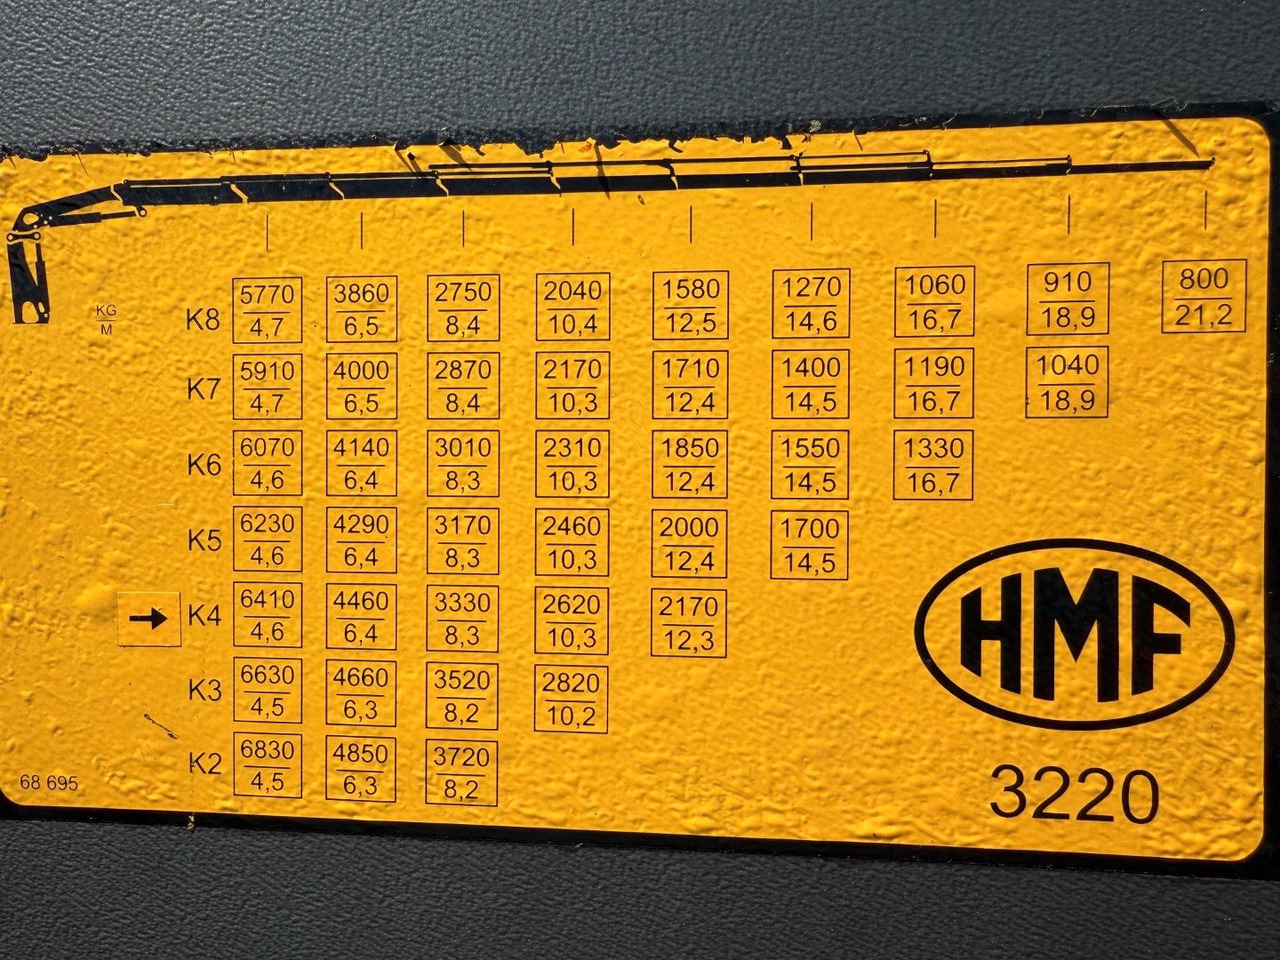 KG
M
K8 5770 3860 2750 2040 1580 1270 1060 910 800
4,7 6,5 8,4 10,4 12,5 14,6 16,7 18,9 21,2
K7 5910 4000 2870 2170 1710 1400 1190 1040
4,7 6,5 8,4 10,3 12,4 14,5 16,7 18,9
K6 6070 4140 3010 2310 1850 1550 1330
4,6 6,4 8,3 10,3 12,4 14,5 16,7
K5 6230 4290 3170 2460 2000 1700
4,6 6,4 8,3 10,3 12,4 14,5
K4 6410 4460 3330 2620 2170
4,6 6,4 8,3 10,3 12,3
K3 6630 4660 3520 2820
4,5 6,3 8,2 10,2
K2 6830 4850 3720
4,5 6,3 8,2
HMF
3220
68 695